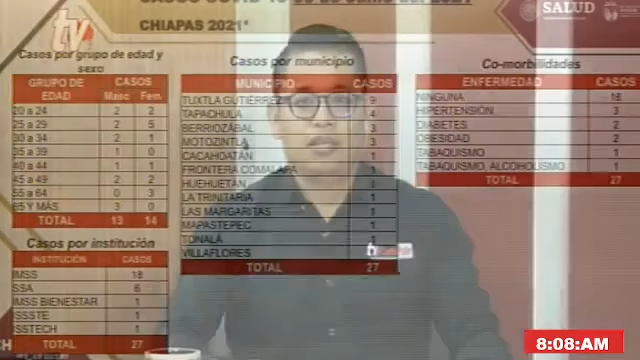 CHIAPAS 2021*
SALUD
tv
Casos por grupo de edad y
sexo
GRUPO DE EDAD CASOS
Masc Fem
20 a 24 2 2
25 a 29 2 5
30 a 34 2 1
35 a 39 1 0
40 a 44 1 1
45 a 49 2 2
55 a 64 0 3
65 Y MÁS 3 0
TOTAL 13 14
Casos por institución
INSTITUCIÓN CASOS
IMSS 18
SSA 6
IMSS BIENESTAR 1
ISSSTE 1
ISSTECH 1
TOTAL 27
Casos por municipio
MUNICIPIO CASOS
TUXTLA GUTIÉRREZ 9
TAPACHULA 4
BERRIOZÁBAL 3
MOTOZINTLA 3
CACAHOATÁN 1
FRONTERA COMALAPA 1
HUEHUETÁN
LA TRINITARIA 1
LAS MARGARITAS 1
MAPASTEPEC 1
TONALÁ 1
VILLAFLORES
TOTAL 27
Co-morbilidades
ENFERMEDAD CASOS
NINGUNA 18
HIPERTENSIÓN 3
DIABETES 2
OBESIDAD 2
TABAQUISMO 1
TABAQUISMO, ALCOHOLISMO 1
TOTAL 27
8:08:AM